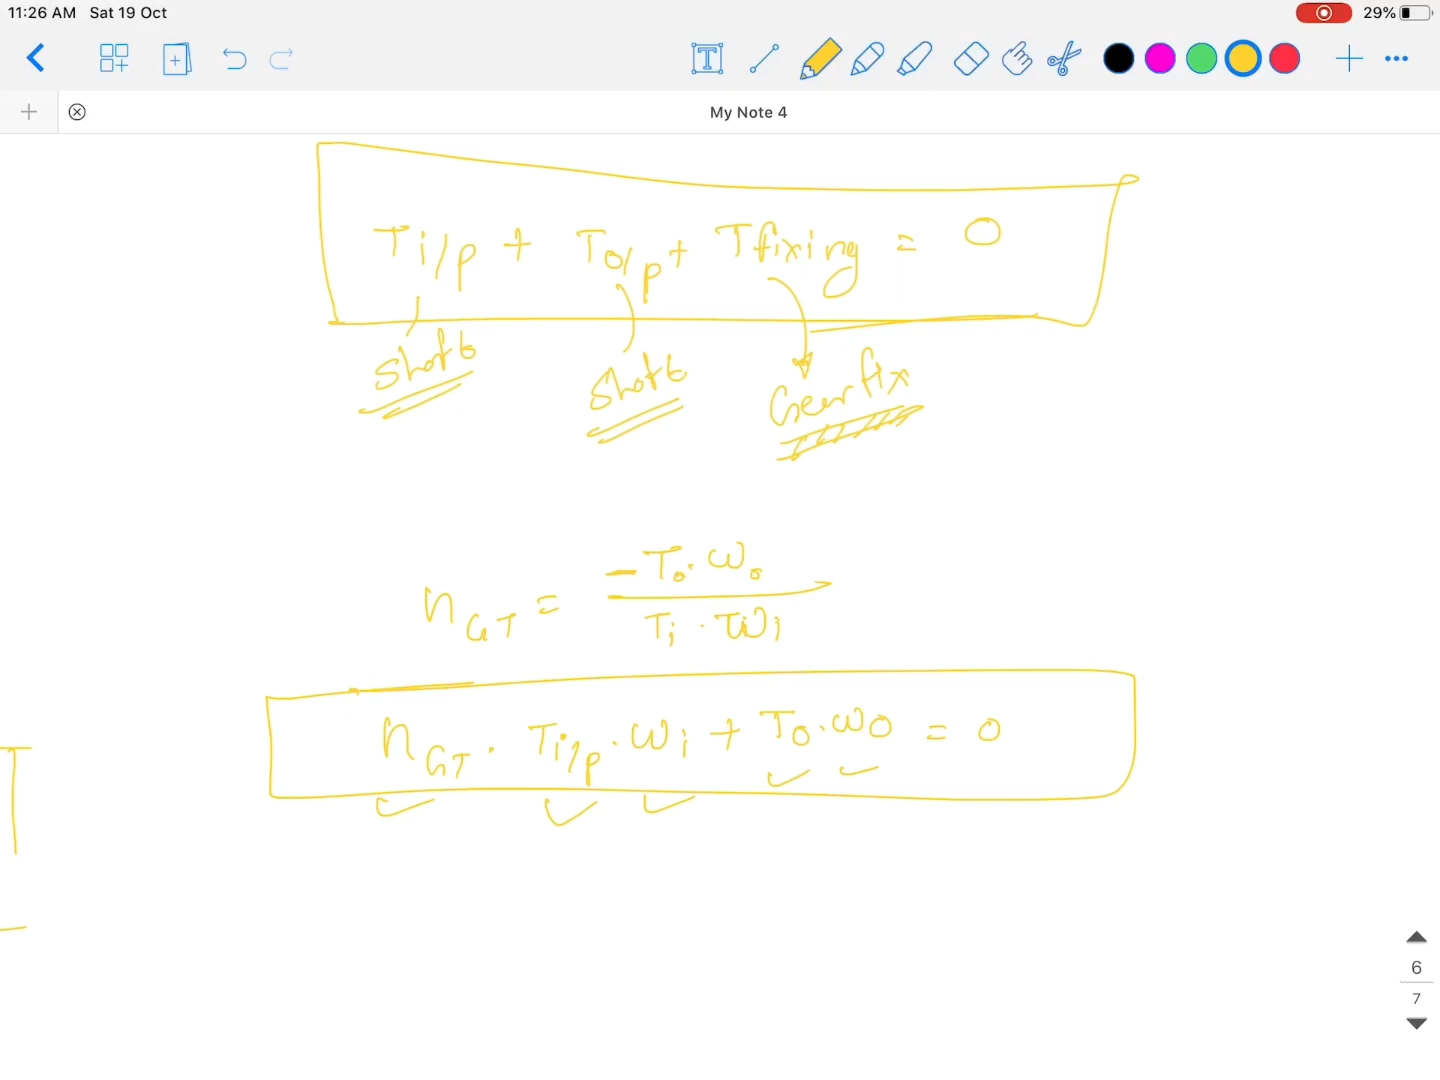 11:26 AM Sat 19 Oct
29%
My Note 4
Ti/p + To/p + Tfixing = 0
Shaft
Shaft
Gear fix
-To·ωo
ηGT =
Ti·ωi
ηGT · Ti/p · ωi + To·ωo = 0
6
7